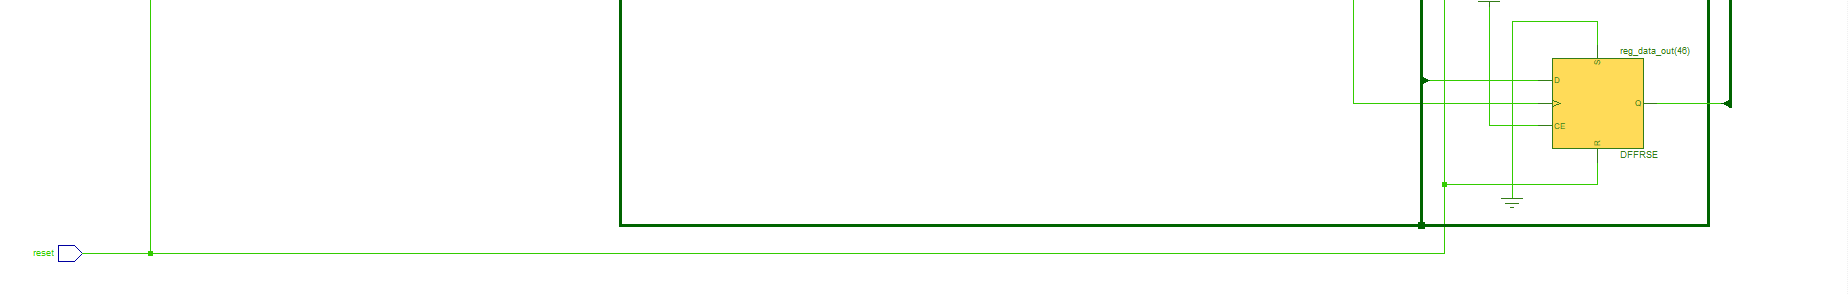 reg_data_out(46)
S
D
Q
CE
R
DFFRSE
reset